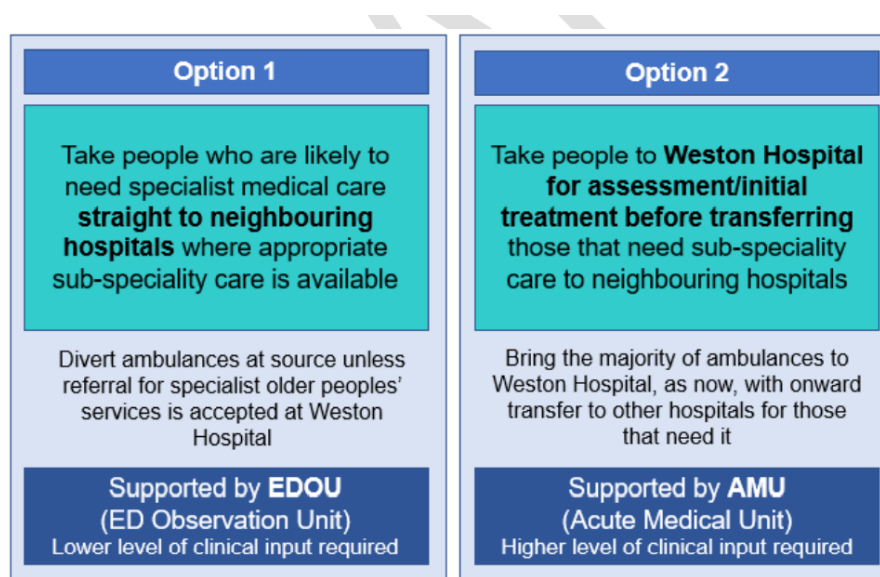 Option 1
Take people who are likely to
need specialist medical care
straight to neighbouring
hospitals where appropriate
sub-speciality care is available
Divert ambulances at source unless
referral for specialist older peoples'
services is accepted at Weston
Hospital
Supported by EDOU
(ED Observation Unit)
Lower level of clinical input required
Option 2
Take people to Weston Hospital
for assessment/initial
treatment before transferring
those that need sub-speciality
care to neighbouring hospitals
Bring the majority of ambulances to
Weston Hospital, as now, with onward
transfer to other hospitals for those
that need it
Supported by AMU
(Acute Medical Unit)
Higher level of clinical input required